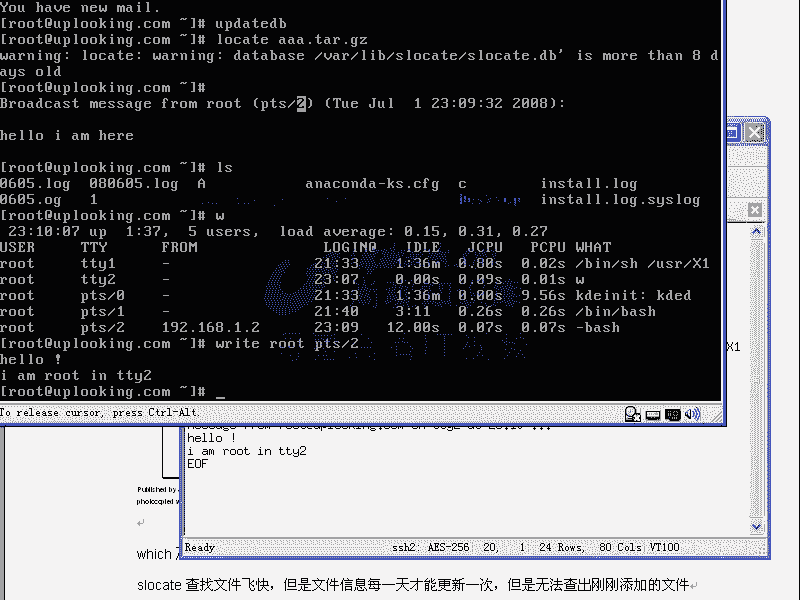 You have new mail.
[root@uplooking.com ~]# updatedb
[root@uplooking.com ~]# locate aaa.tar.gz
warning: locate: warning: database /var/lib/slocate/slocate.db' is more than 8 d
ays old
[root@uplooking.com ~]#
Broadcast message from root (pts/2) (Tue Jul  1 23:09:32 2008):
hello i am here
[root@uplooking.com ~]# ls
0605.log  080605.log  A            anaconda-ks.cfg  c         install.log
0605.og   1                                         Desktop   install.log.syslog
[root@uplooking.com ~]# w
 23:10:07 up  1:37,  5 users,  load average: 0.15, 0.31, 0.27
USER     TTY      FROM              LOGIN@   IDLE   JCPU   PCPU WHAT
root     tty1     -                21:33    1:36m  0.80s  0.02s /bin/sh /usr/X1
root     tty2     -                23:07    0.00s  0.09s  0.01s w
root     pts/0    -                21:33    1:36m  0.00s  9.56s kdeinit: kded
root     pts/1    -                21:40    3:11   0.26s  0.26s /bin/bash
root     pts/2    192.168.1.2      23:09   12.00s  0.07s  0.07s -bash
[root@uplooking.com ~]# write root pts/2
hello !
i am root in tty2
[root@uplooking.com ~]# _
To release cursor, press Ctrl-Alt.
X1
Message from root@uplooking.com on tty2 at 23:10 ...
hello !
i am root in tty2
EOF
Published by
photocopied
Ready
ssh2: AES-256  20,  1  24 Rows,  80 Cols  VT100
which
slocate 查找文件飞快，但是文件信息每一天才能更新一次，但是无法查出刚刚添加的文件